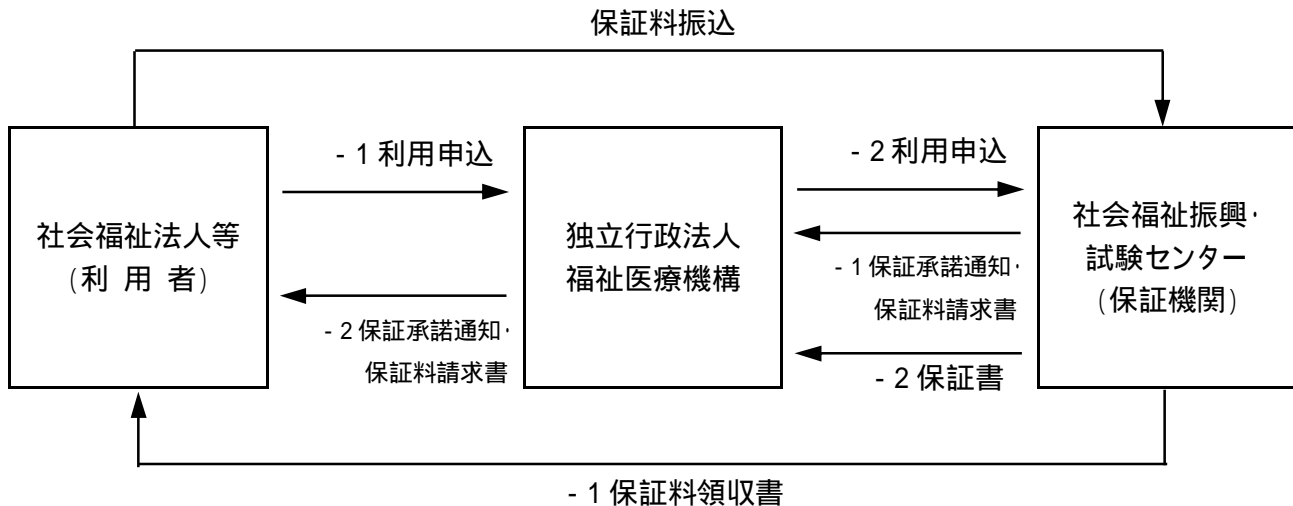 保証料振込
- 1 利用申込
- 2 利用申込
社会福祉法人等
(利 用 者)
独立行政法人
福祉医療機構
社会福祉振興・
試験センター
(保証機関)
- 1 保証承諾通知・
保証料請求書
- 2 保証承諾通知・
保証料請求書
- 2 保証書
- 1 保証料領収書